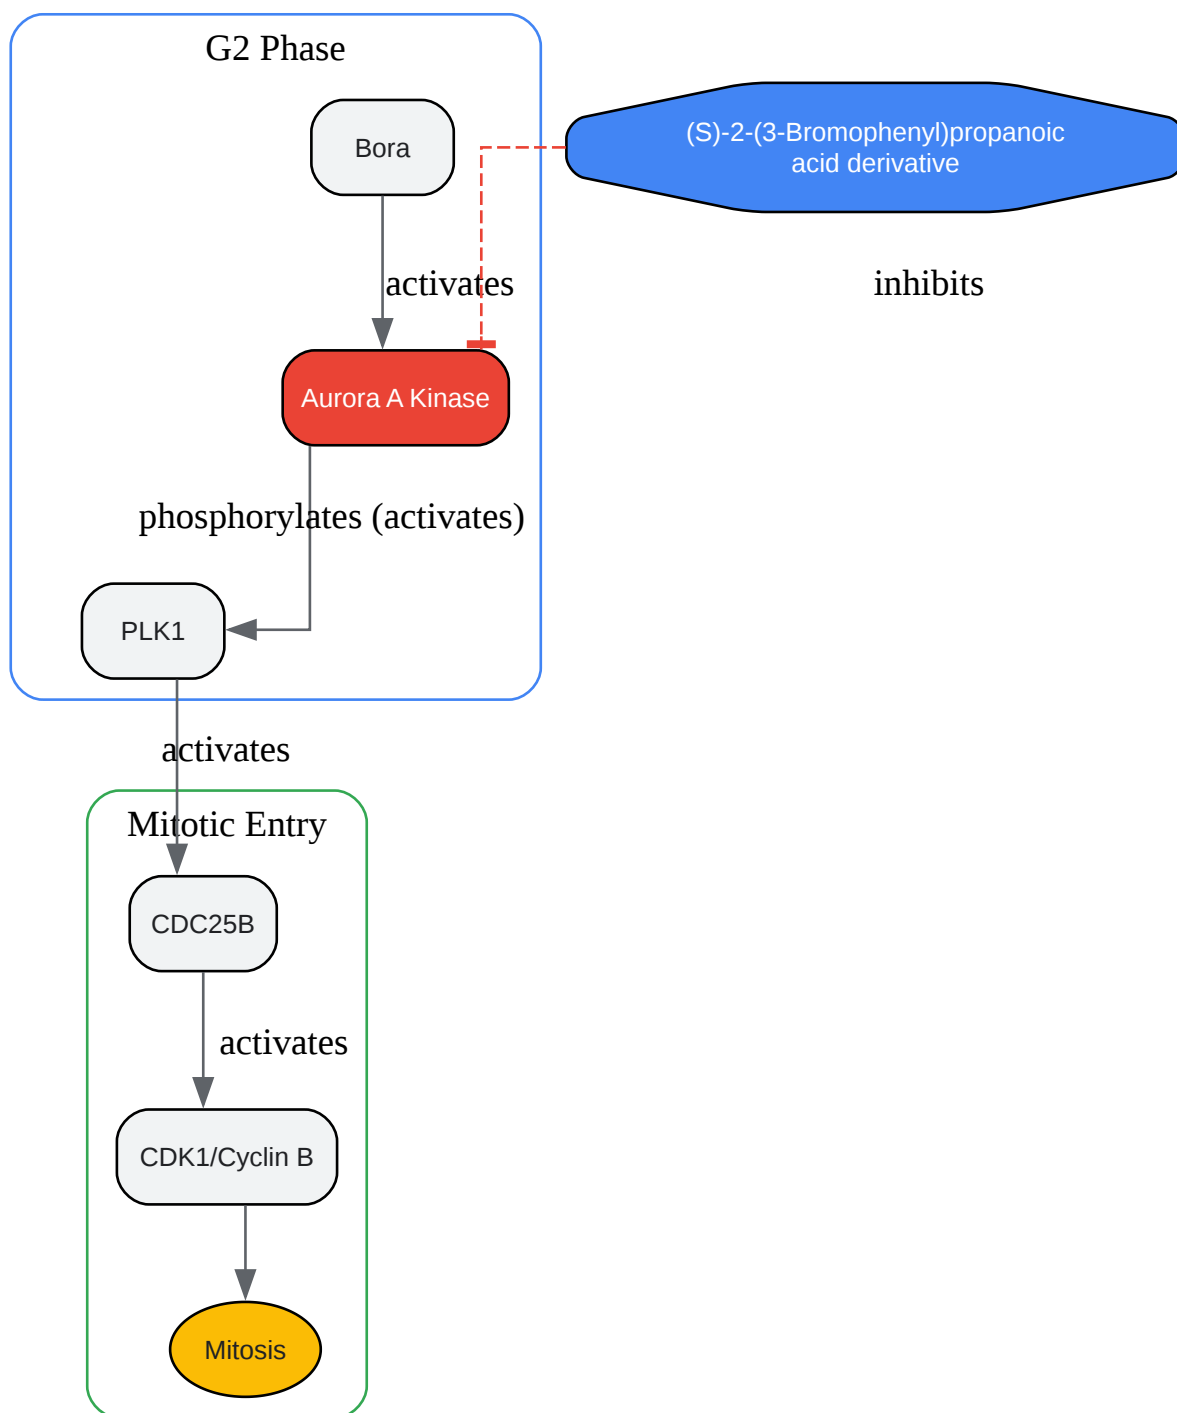 G2 Phase
Bora
(S)-2-(3-Bromophenyl)propanoic
acid derivative
activates
inhibits
Aurora A Kinase
phosphorylates (activates)
PLK1
activates
Mitotic Entry
CDC25B
activates
CDK1/Cyclin B
Mitosis